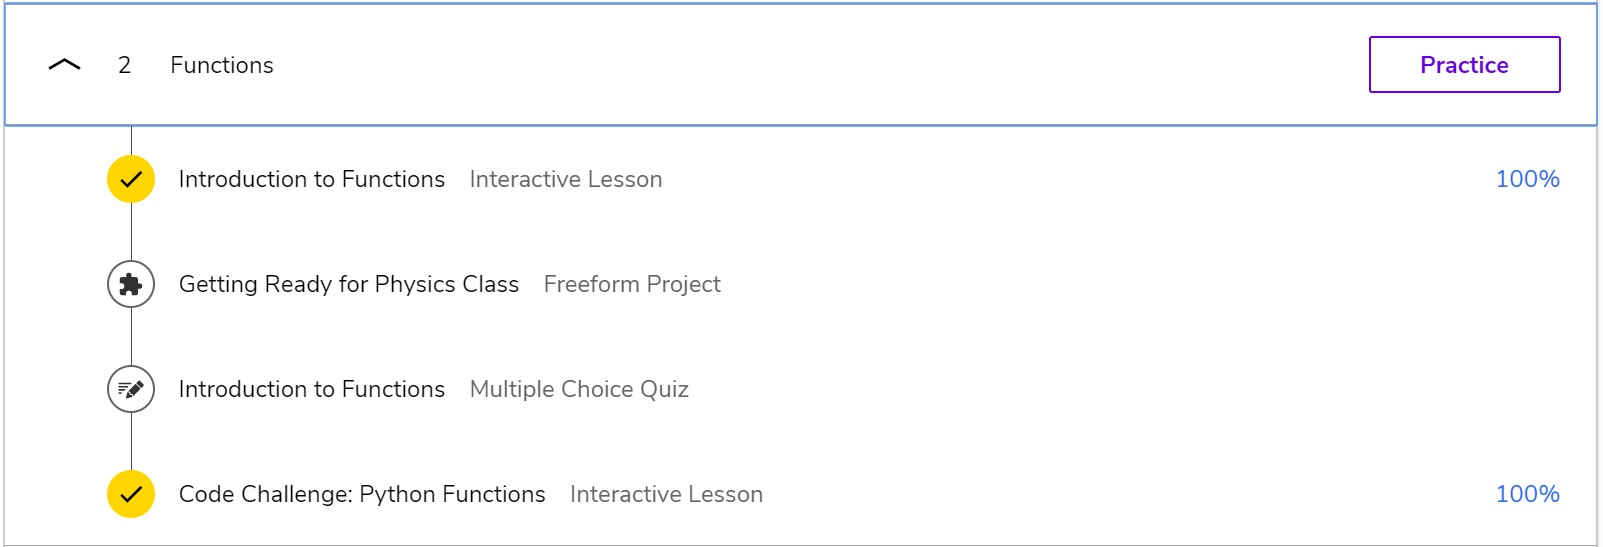 2 Functions Practice
Introduction to Functions Interactive Lesson 100%
Getting Ready for Physics Class Freeform Project
Introduction to Functions Multiple Choice Quiz
Code Challenge: Python Functions Interactive Lesson 100%